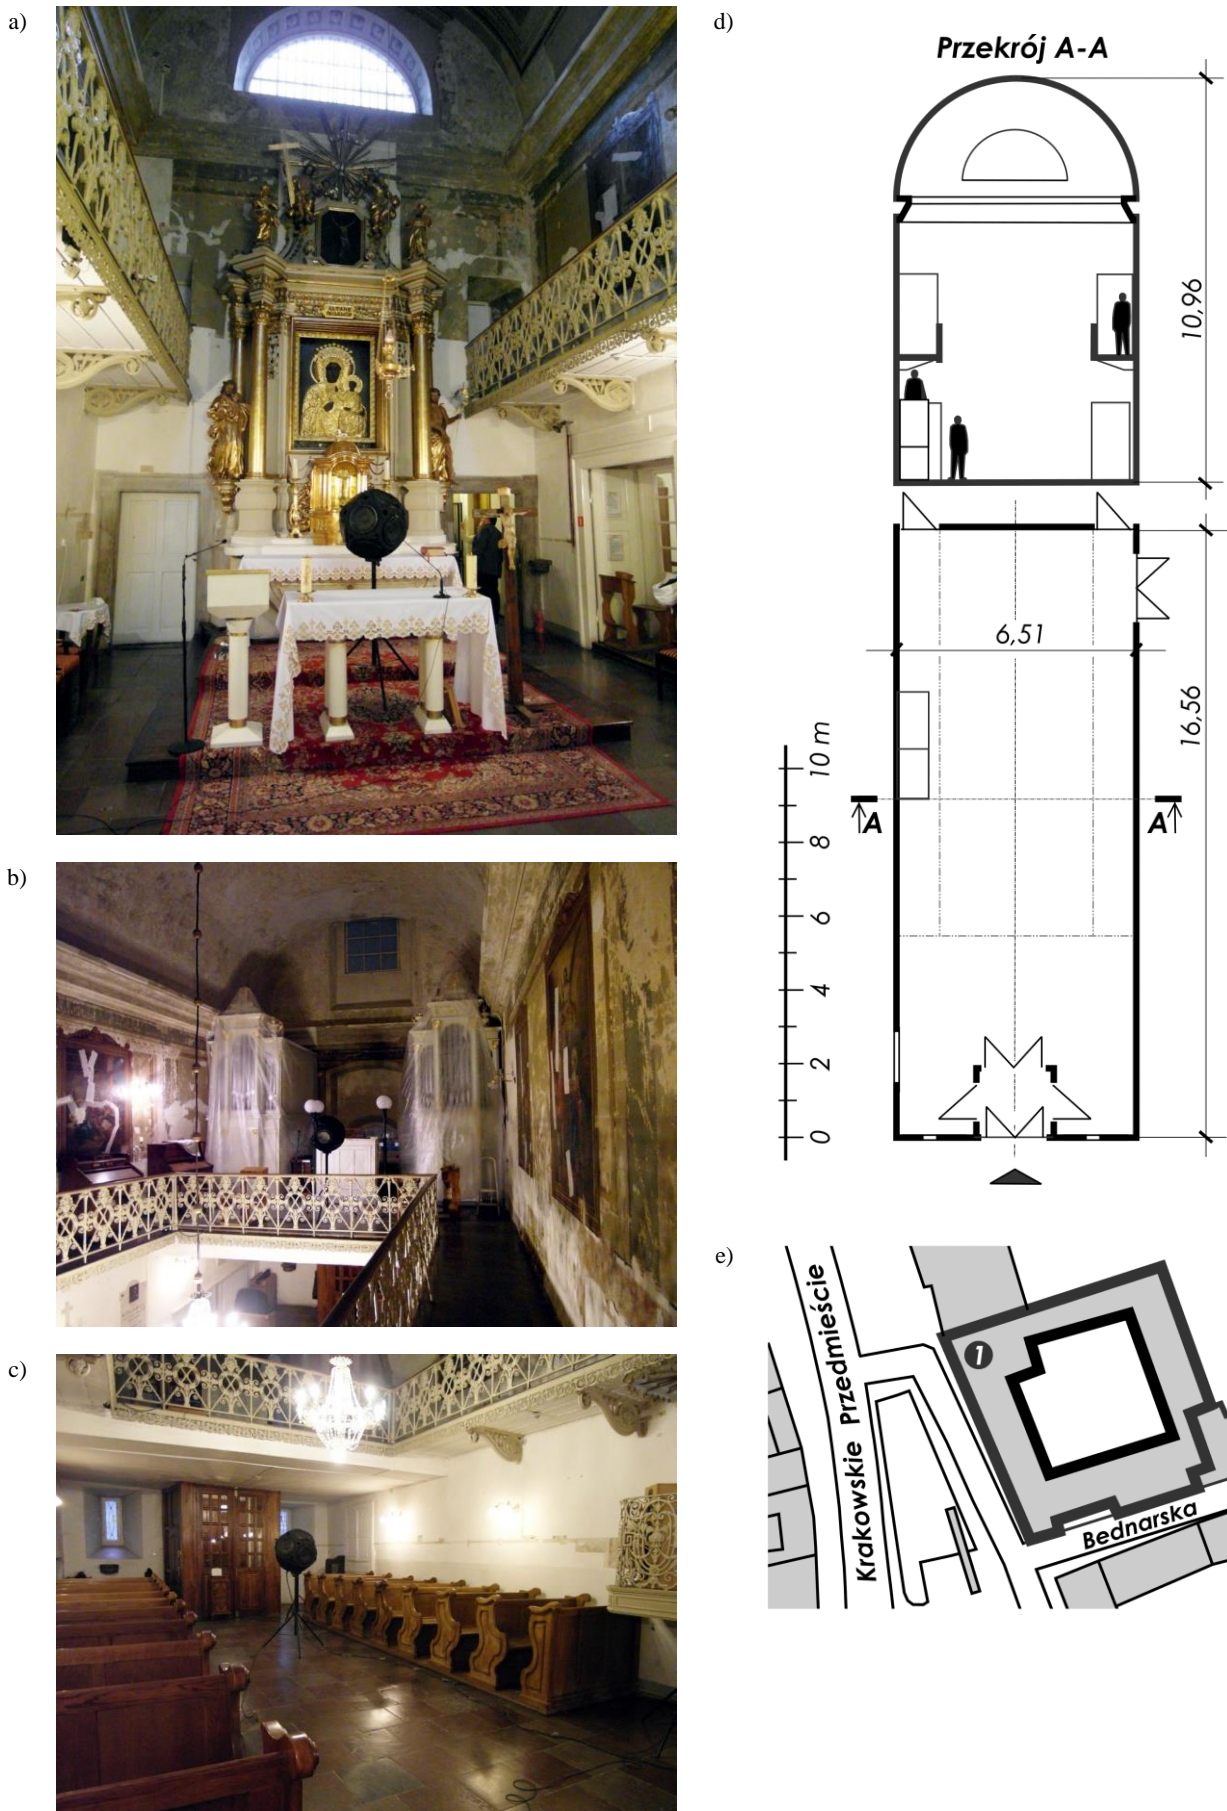 a)
b)
c)
d)
Przekrój A-A
10,96
6,51
16,56
A
A
10 m
8
6
4
2
0
e)
1
Krakowskie Przedmieście
Bednarska